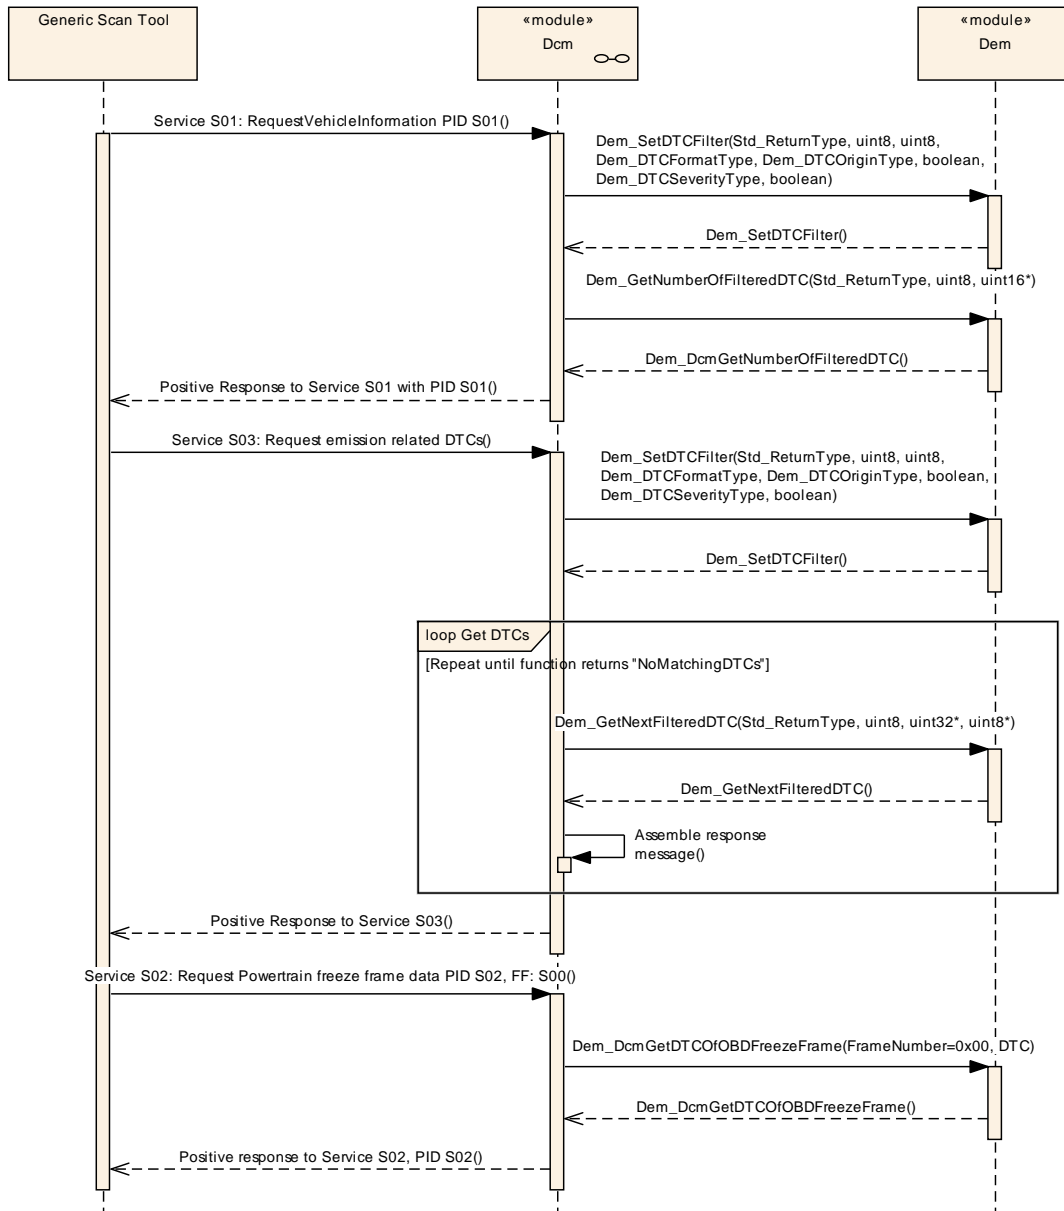 Generic Scan Tool
«module»
Dcm
«module»
Dem
Service S01: RequestVehicleInformation PID S01()
Dem_SetDTCFilter(Std_ReturnType, uint8, uint8,
Dem_DTCFormatType, Dem_DTCOriginType, boolean,
Dem_DTCSeverityType, boolean)
Dem_SetDTCFilter()
Dem_GetNumberOfFilteredDTC(Std_ReturnType, uint8, uint16*)
Dem_DcmGetNumberOfFilteredDTC()
Positive Response to Service S01 with PID S01()
Service S03: Request emission related DTCs()
Dem_SetDTCFilter(Std_ReturnType, uint8, uint8,
Dem_DTCFormatType, Dem_DTCOriginType, boolean,
Dem_DTCSeverityType, boolean)
Dem_SetDTCFilter()
loop Get DTCs
[Repeat until function returns "NoMatchingDTCs"]
Dem_GetNextFilteredDTC(Std_ReturnType, uint8, uint32*, uint8*)
Dem_GetNextFilteredDTC()
Assemble response
message()
Positive Response to Service S03()
Service S02: Request Powertrain freeze frame data PID S02, FF: S00()
Dem_DcmGetDTCOfOBDFreezeFrame(FrameNumber=0x00, DTC)
Dem_DcmGetDTCOfOBDFreezeFrame()
Positive response to Service S02, PID S02()